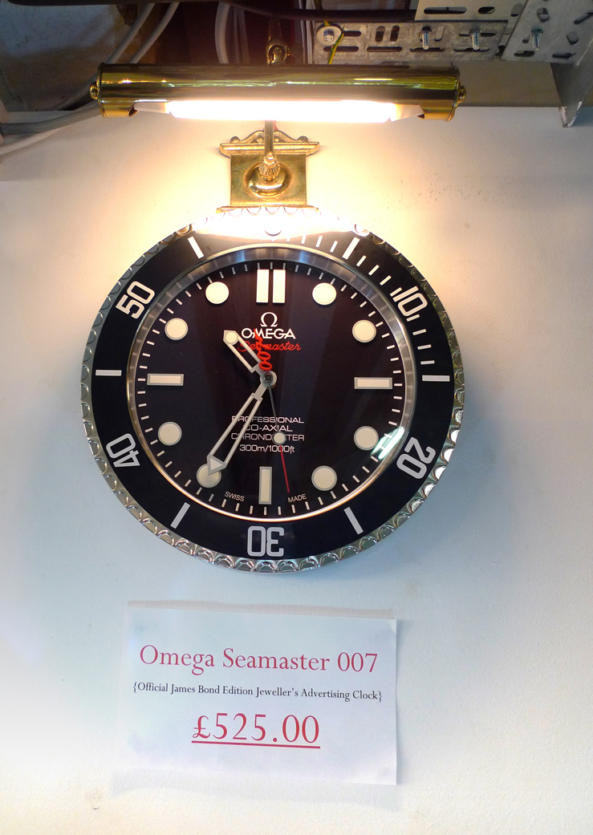 50
10
Ω
OMEGA
Seamaster
PROFESSIONAL
CO-AXIAL
CHRONOMETER
300m/1000ft
40
20
SWISS MADE
30
Omega Seamaster 007
{Official James Bond Edition Jeweller's Advertising Clock}
£525.00